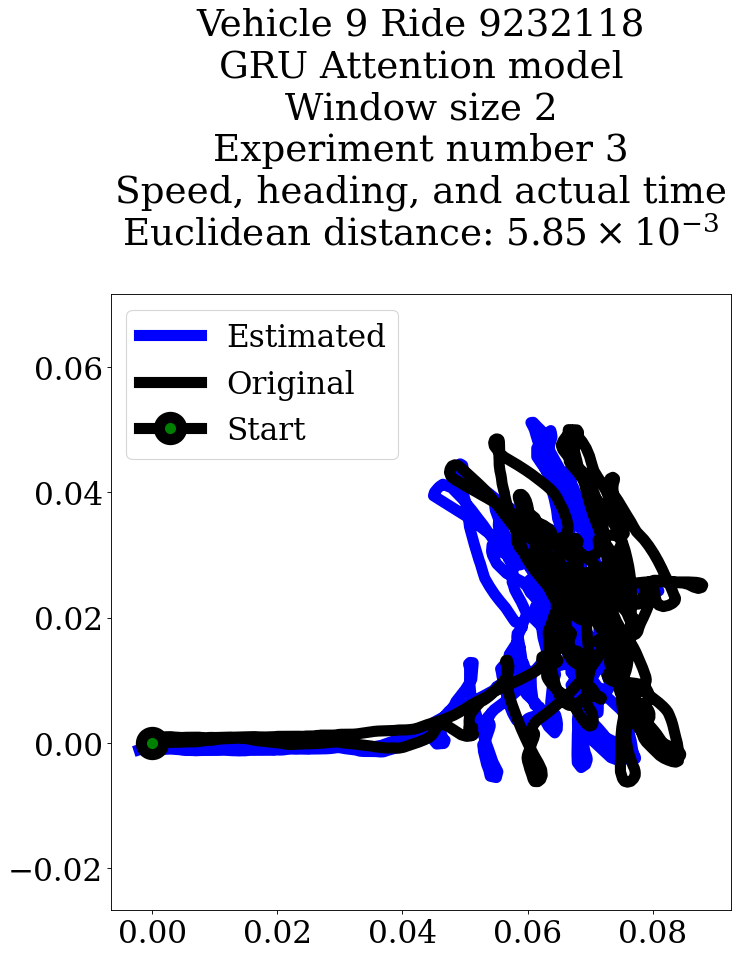 Vehicle 9 Ride 9232118
GRU Attention model
Window size 2
Experiment number 3
Speed, heading, and actual time
Euclidean distance: 5.85 × 10⁻³
Estimated
Original
Start
0.06
0.04
0.02
0.00
−0.02
0.00 0.02 0.04 0.06 0.08